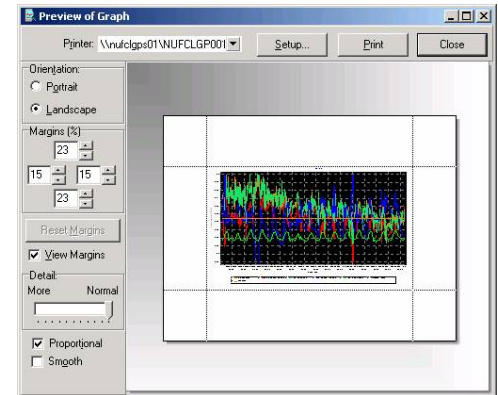 Preview of Graph
Printer: \\nufclgps01\NUFCLGP001
Setup...
Print
Close
Orientation:
Portrait
Landscape
Margins (%)
23
15 15
23
Reset Margins
View Margins
Detail:
More Normal
Proportional
Smooth